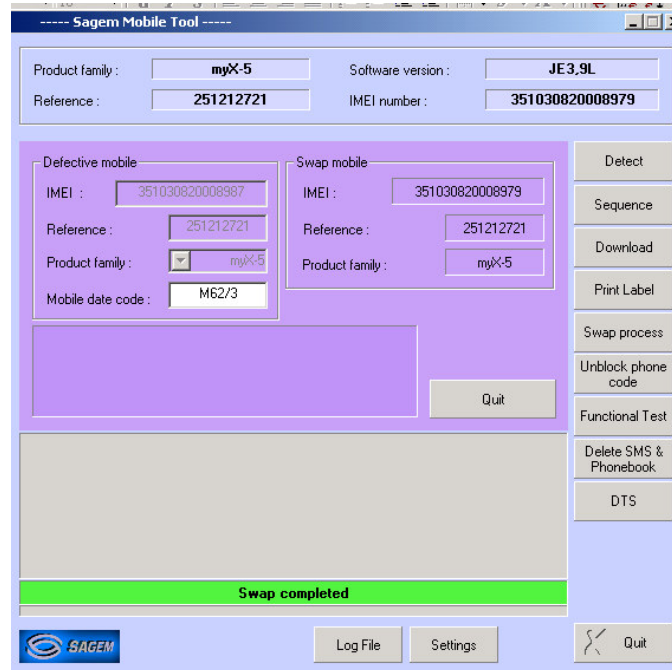 ----- Sagem Mobile Tool -----
Product family : myX-5 Software version : JE3,9L
Reference : 251212721 IMEI number : 351030820008979
Defective mobile
IMEI : 351030820008987
Reference : 251212721
Product family : myX-5
Mobile date code : M62/3
Swap mobile
IMEI : 351030820008979
Reference : 251212721
Product family : myX-5
Quit
Detect
Sequence
Download
Print Label
Swap process
Unblock phone
code
Functional Test
Delete SMS &
Phonebook
DTS
Swap completed
SAGEM
Log File
Settings
Quit